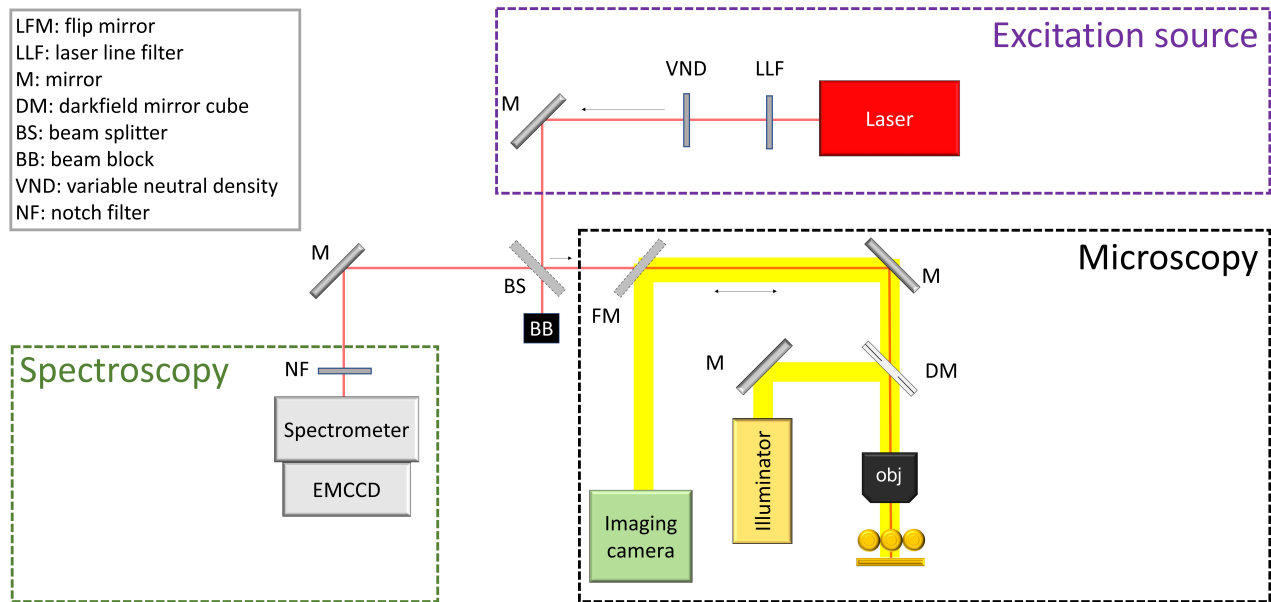 LFM: flip mirror
LLF: laser line filter
M: mirror
DM: darkfield mirror cube
BS: beam splitter
BB: beam block
VND: variable neutral density
NF: notch filter
Excitation source
VND
LLF
M
Laser
M
BS
BB
Microscopy
FM
M
M
DM
Spectroscopy
NF
Spectrometer
EMCCD
Illuminator
obj
Imaging
camera